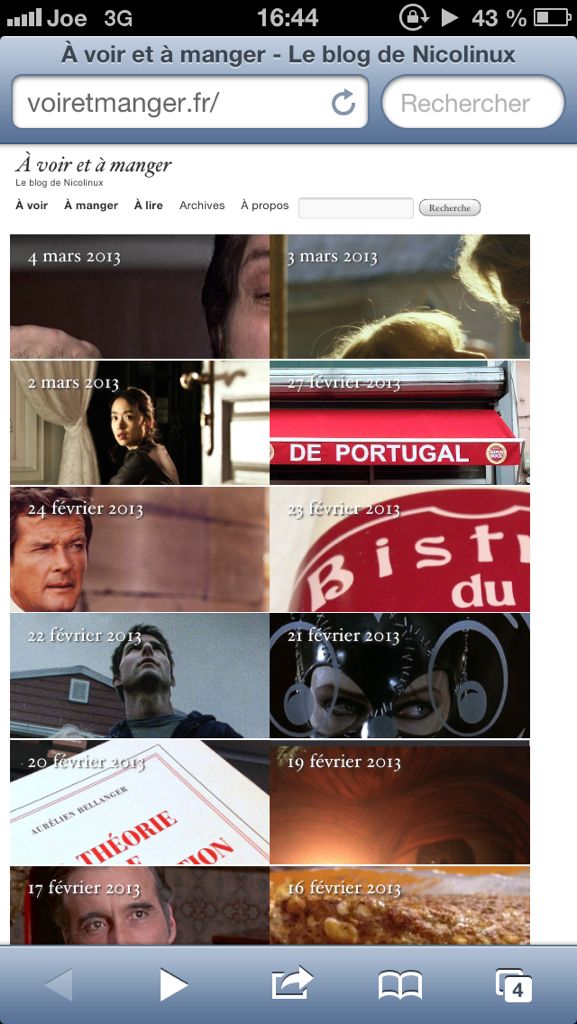 Joe 3G 16:44 43 %
À voir et à manger - Le blog de Nicolinux
voiretmanger.fr/ Rechercher
À voir et à manger
Le blog de Nicolinux
À voir À manger À lire Archives À propos Recherche
4 mars 2013 3 mars 2013
2 mars 2013 27 février 2013
DE PORTUGAL
24 février 2013 23 février 2013
Bistr
du
22 février 2013 21 février 2013
20 février 2013 19 février 2013
AURÉLIEN BELLANGER
THÉORIE
TION
17 février 2013 16 février 2013
4